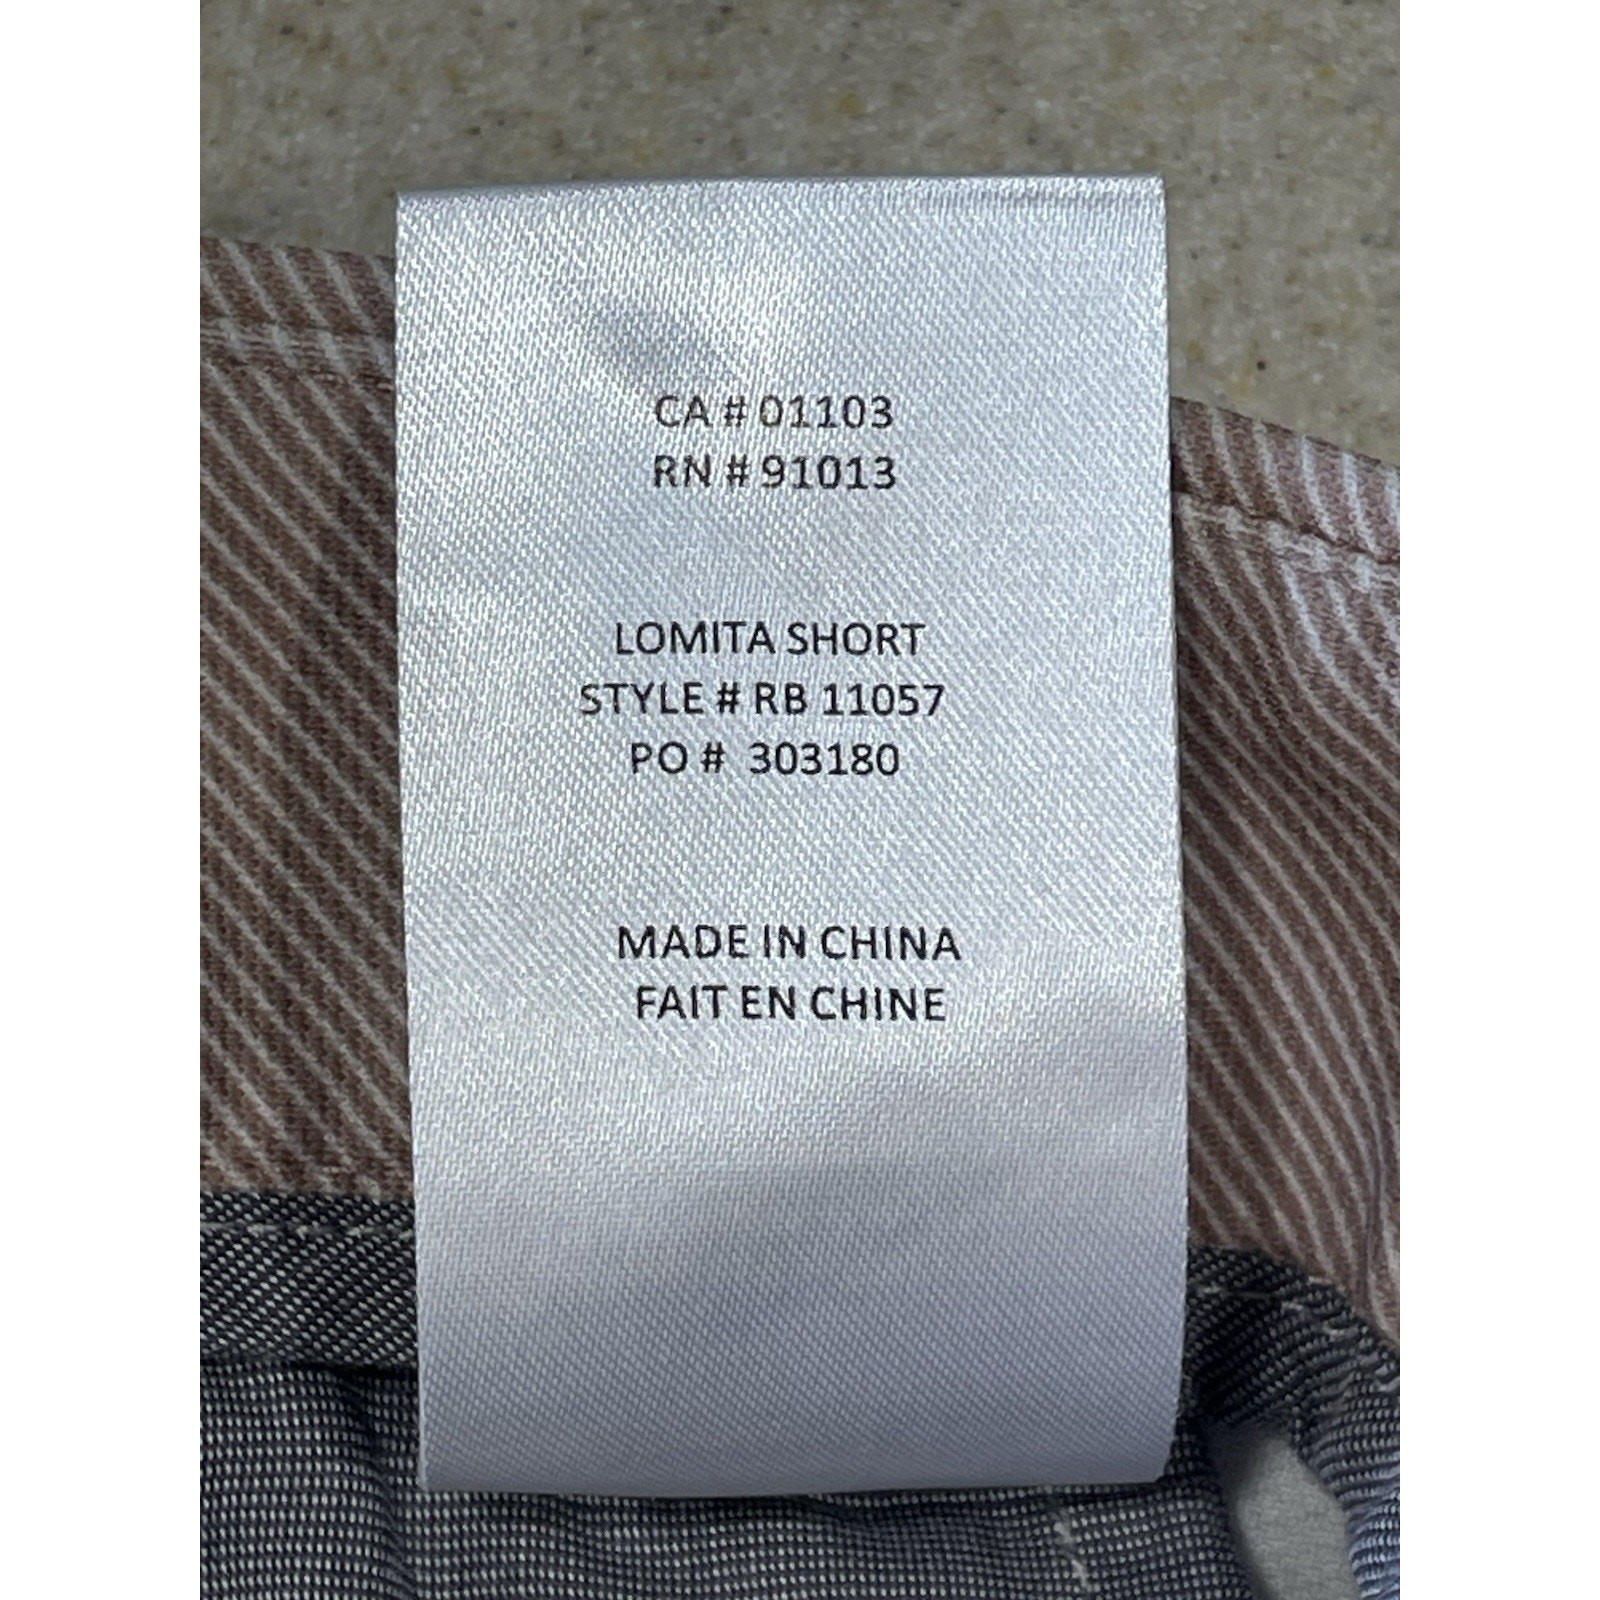 CA # 01103
RN # 91013
LOMITA SHORT
STYLE # RB 11057
PO # 303180
MADE IN CHINA
FAIT EN CHINE